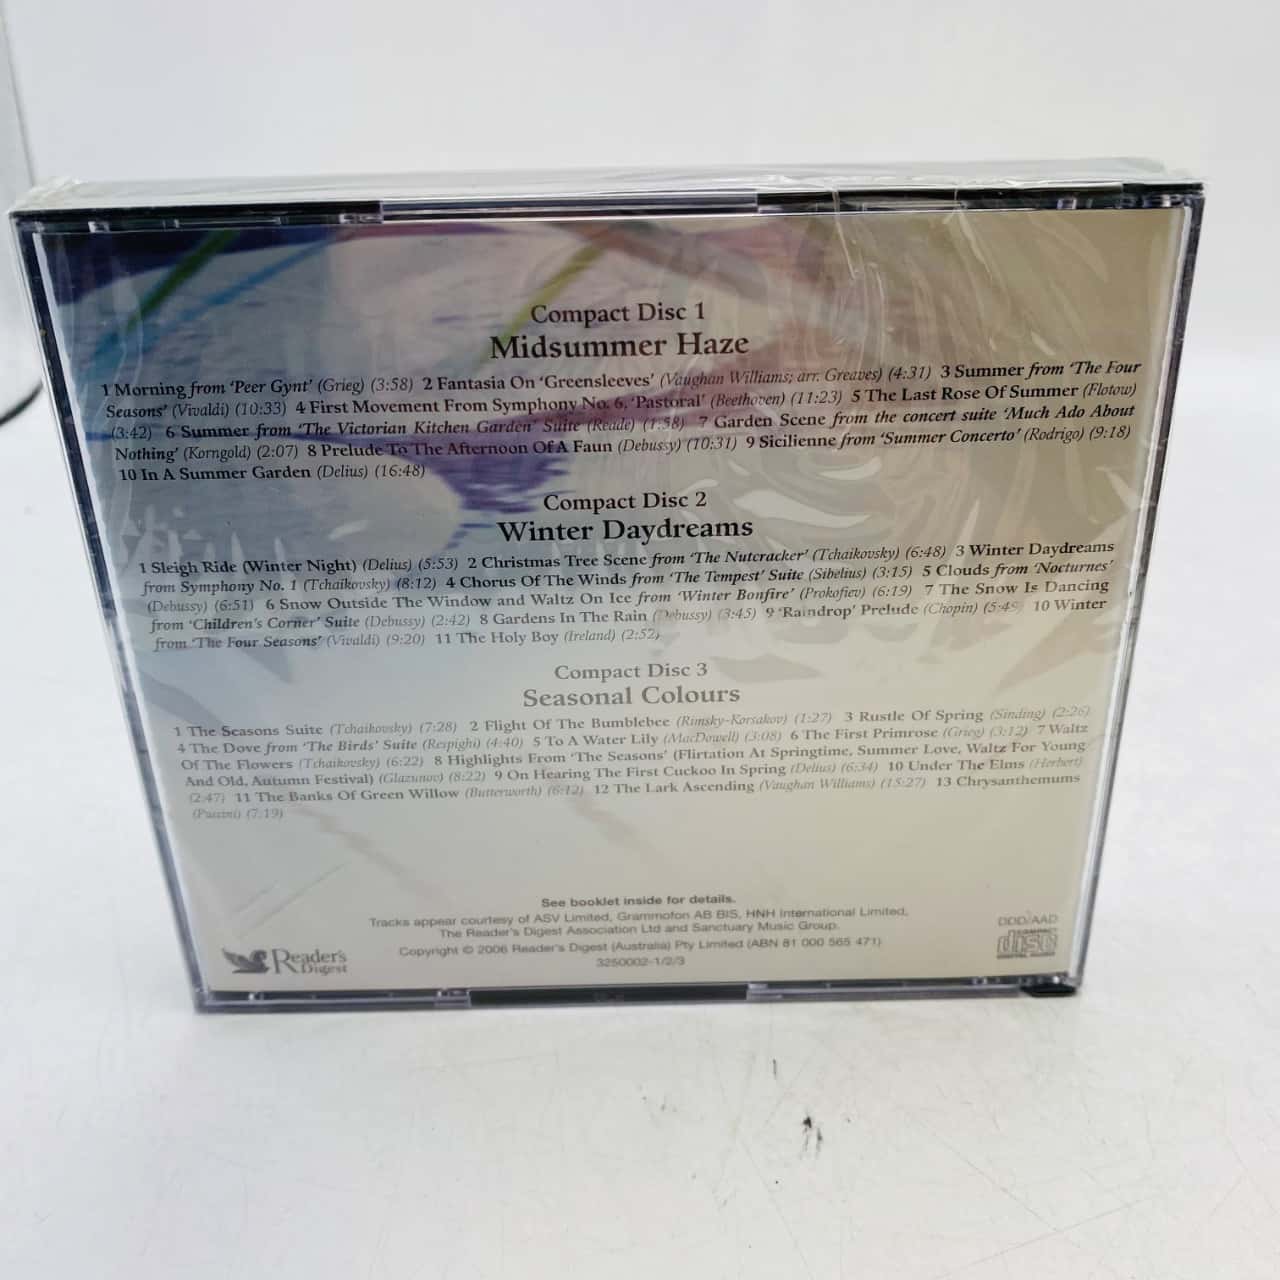 Compact Disc 1
Midsummer Haze
1 Morning from 'Peer Gynt' (Grieg) (3:58) 2 Fantasia On 'Greensleeves' (Vaughan Williams; arr. Greaves) (4:31) 3 Summer from 'The Four
Seasons' (Vivaldi) (10:33) 4 First Movement From Symphony No. 6, 'Pastoral' (Beethoven) (11:23) 5 The Last Rose Of Summer (Flotow)
(3:42) 6 Summer from 'The Victorian Kitchen Garden' Suite (Reade) (1:58) 7 Garden Scene from the concert suite 'Much Ado About
Nothing' (Korngold) (2:07) 8 Prelude To The Afternoon Of A Faun (Debussy) (10:31) 9 Sicilienne from 'Summer Concerto' (Rodrigo) (9:18)
10 In A Summer Garden (Delius) (16:48)
Compact Disc 2
Winter Daydreams
1 Sleigh Ride (Winter Night) (Delius) (5:53) 2 Christmas Tree Scene from 'The Nutcracker' (Tchaikovsky) (6:48) 3 Winter Daydreams
from Symphony No. 1 (Tchaikovsky) (8:12) 4 Chorus Of The Winds from 'The Tempest' Suite (Sibelius) (3:15) 5 Clouds from 'Nocturnes'
(Debussy) (6:51) 6 Snow Outside The Window and Waltz On Ice from 'Winter Bonfire' (Prokofiev) (6:19) 7 The Snow Is Dancing
from 'Children's Corner' Suite (Debussy) (2:42) 8 Gardens In The Rain (Debussy) (3:45) 9 'Raindrop' Prelude (Chopin) (5:49) 10 Winter
from 'The Four Seasons' (Vivaldi) (9:20) 11 The Holy Boy (Ireland) (2:52)
Compact Disc 3
Seasonal Colours
1 The Seasons Suite (Tchaikovsky) (7:28) 2 Flight Of The Bumblebee (Rimsky-Korsakov) (1:27) 3 Rustle Of Spring (Sinding) (2:26)
4 The Dove from 'The Birds' Suite (Respighi) (4:40) 5 To A Water Lily (MacDowell) (3:08) 6 The First Primrose (Grieg) (3:12) 7 Waltz
Of The Flowers (Tchaikovsky) (6:22) 8 Highlights From 'The Seasons' (Flirtation At Springtime, Summer Love, Waltz For Young
And Old, Autumn Festival) (Glazunov) (8:22) 9 On Hearing The First Cuckoo In Spring (Delius) (6:34) 10 Under The Elms (Herbert)
(2:47) 11 The Banks Of Green Willow (Butterworth) (6:12) 12 The Lark Ascending (Vaughan Williams) (15:27) 13 Chrysanthemums
(Puccini) (7:19)
See booklet inside for details.
Tracks appear courtesy of ASV Limited, Grammofon AB BIS, HNH International Limited,
The Reader's Digest Association Ltd and Sanctuary Music Group.
Copyright © 2006 Reader's Digest (Australia) Pty Limited (ABN 81 000 565 471)
3250002-1/2/3
Reader's
Digest
DDD/AAD
COMPACT
disc
DIGITAL AUDIO